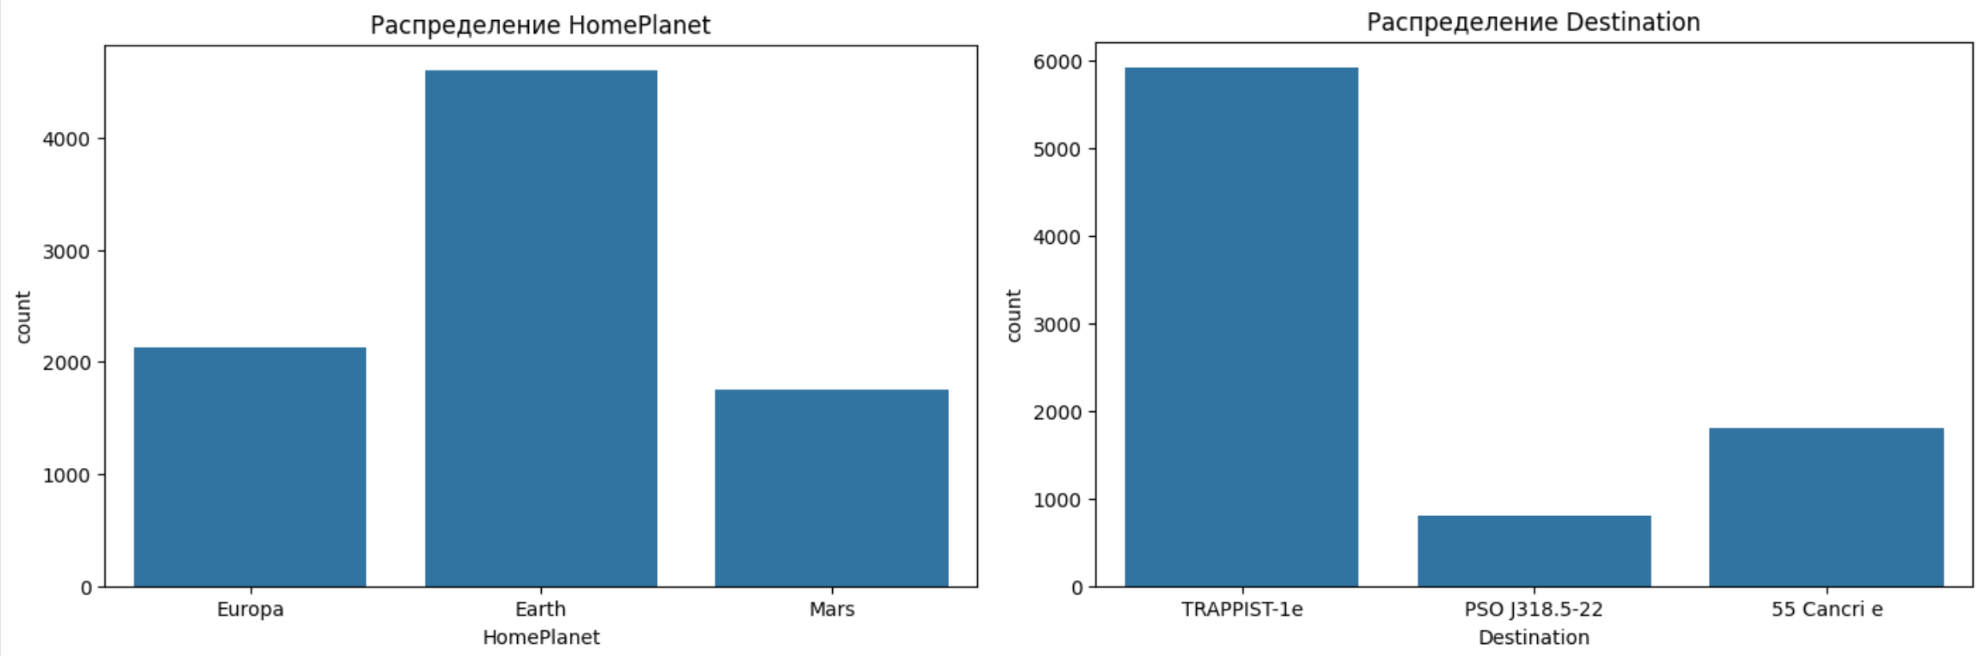 Распределение HomePlanet
4000
3000
2000
1000
0
count
Europa
Earth
Mars
HomePlanet
Распределение Destination
6000
5000
4000
3000
2000
1000
0
count
TRAPPIST-1e
PSO J318.5-22
55 Cancri e
Destination